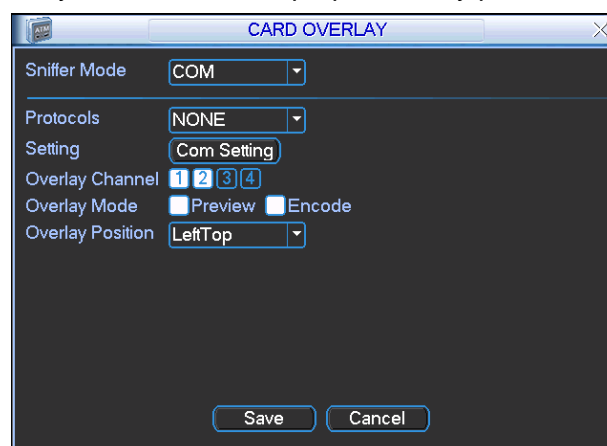 ATM
CARD OVERLAY
Sniffer Mode COM
Protocols NONE
Setting Com Setting
Overlay Channel 1 2 3 4
Overlay Mode Preview Encode
Overlay Position LeftTop
Save Cancel